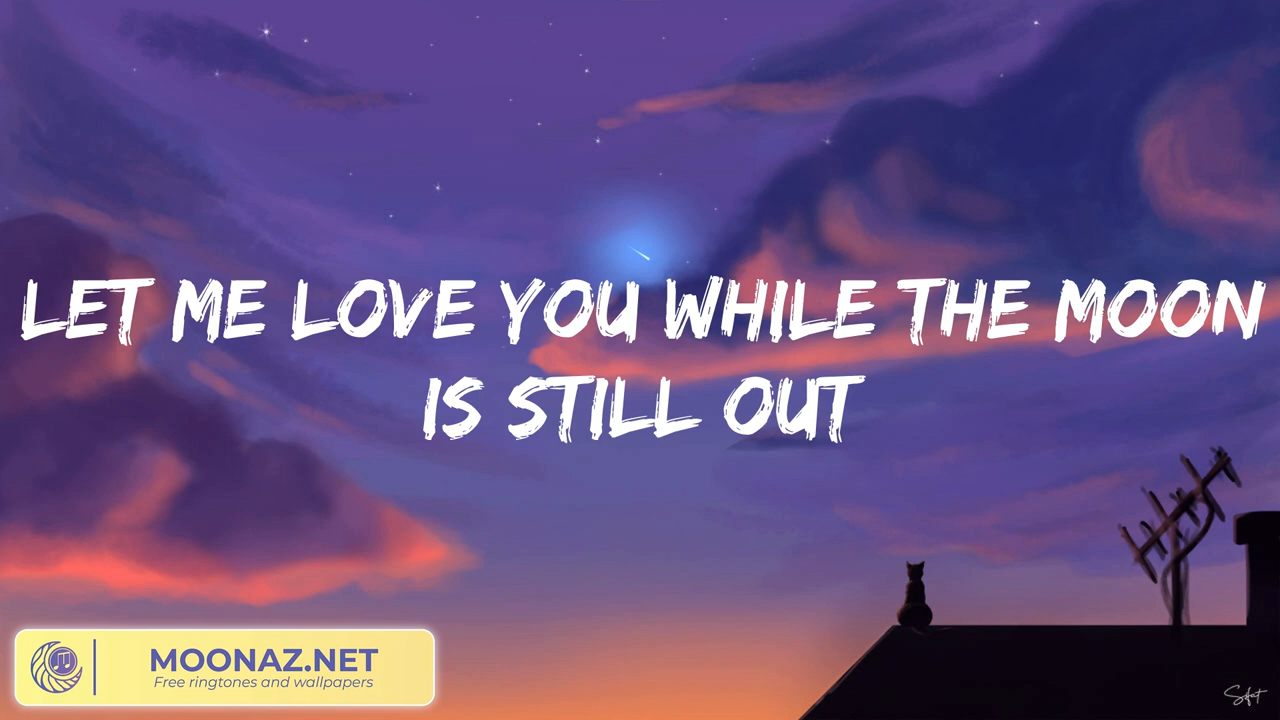 LET ME LOVE YOU WHILE THE MOON
IS STILL OUT
MOONAZ.NET
Free ringtones and wallpapers